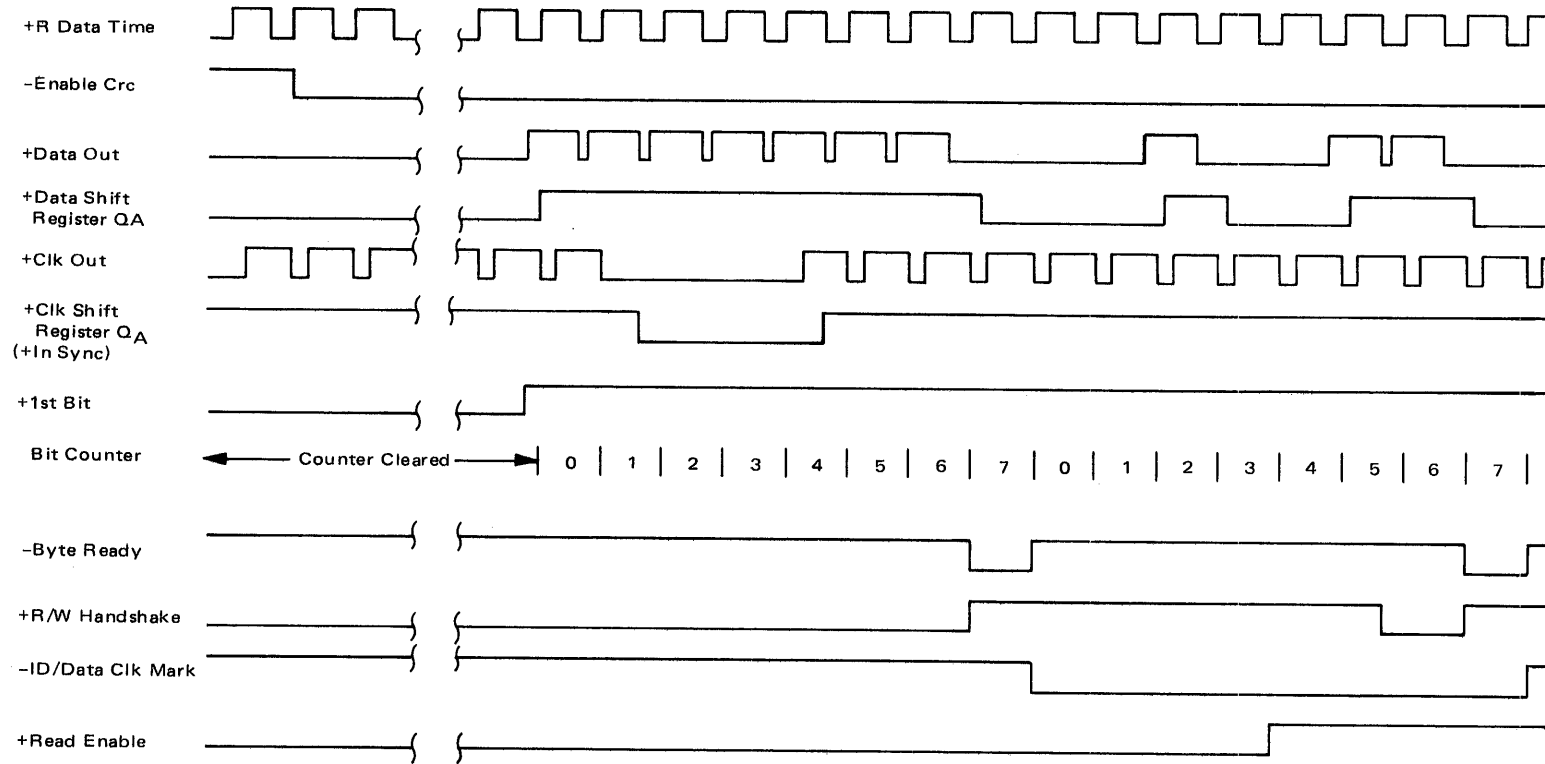 +R Data Time
–Enable Crc
+Data Out
+Data Shift
Register QA
+Clk Out
+Clk Shift
Register QA
(+In Sync)
+1st Bit
Bit Counter
Counter Cleared
0 1 2 3 4 5 6 7 0 1 2 3 4 5 6 7
–Byte Ready
+R/W Handshake
–ID/Data Clk Mark
+Read Enable